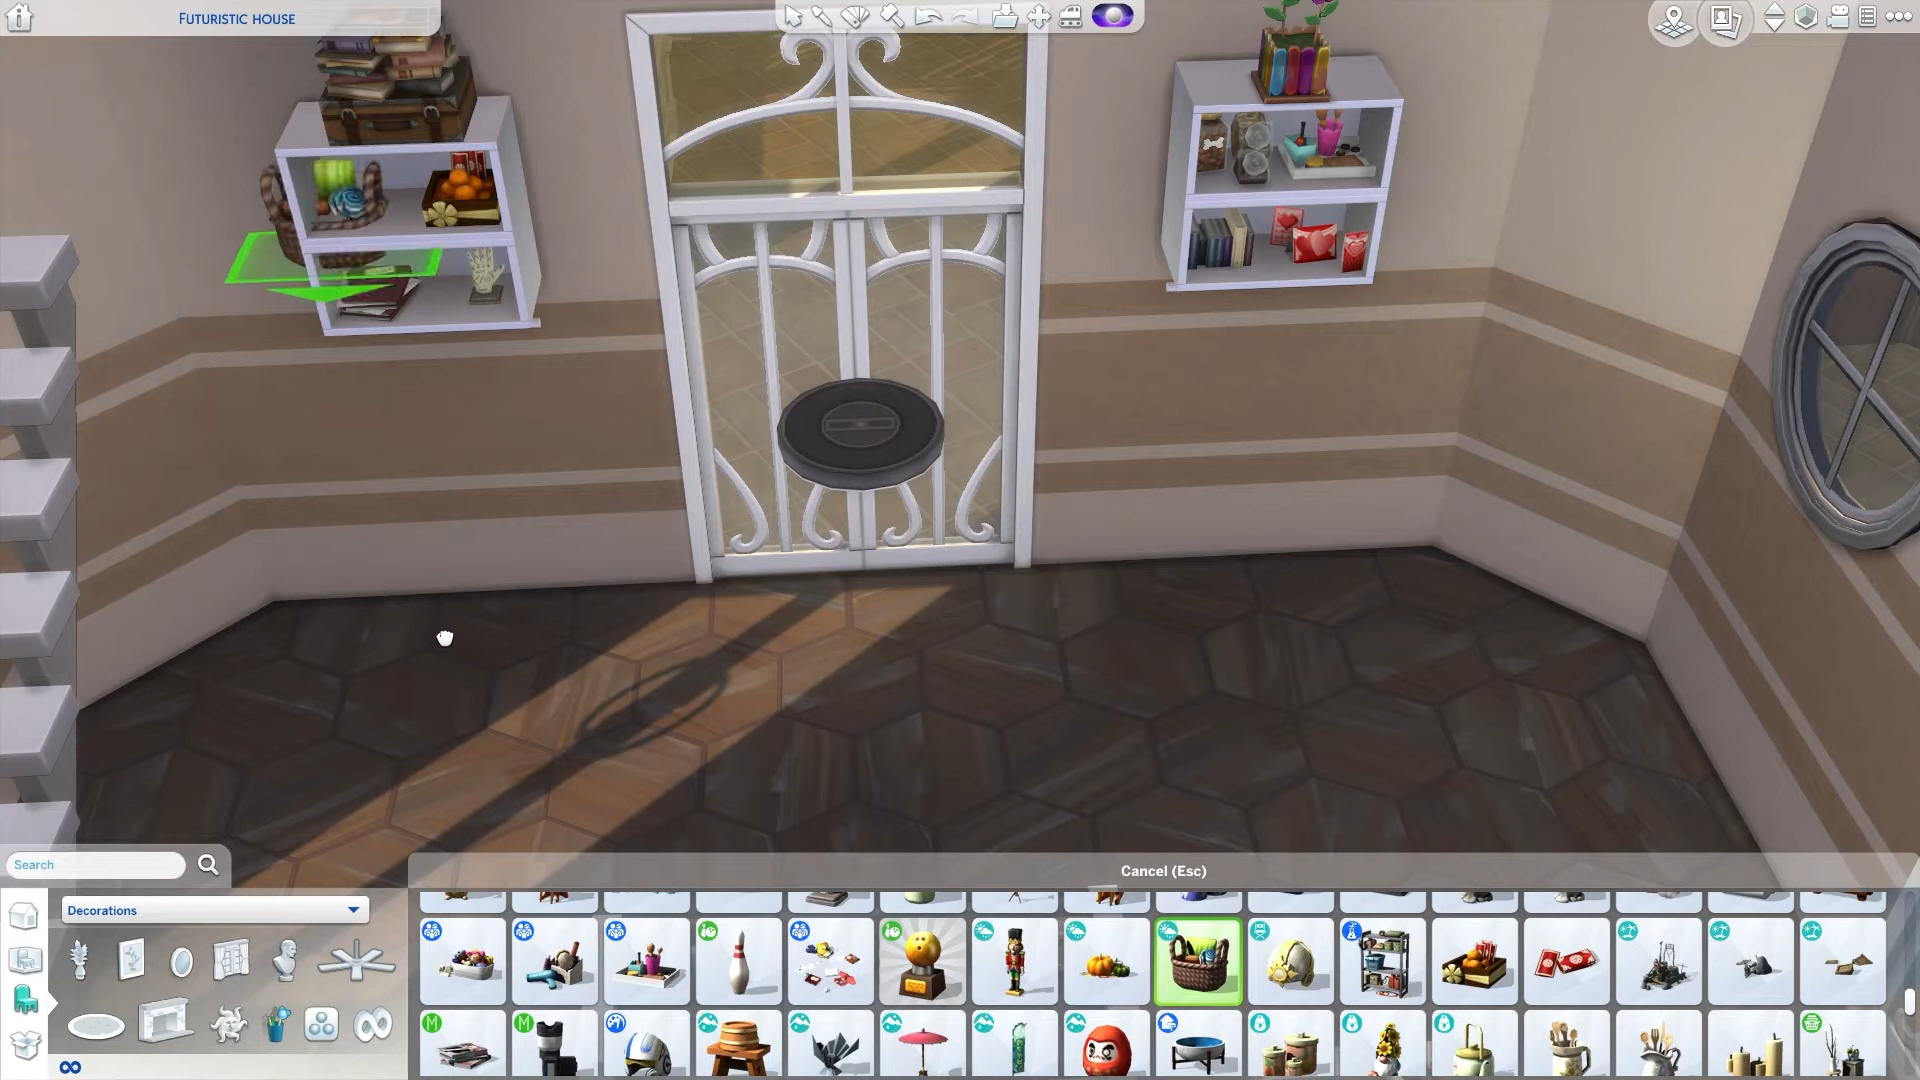 Futuristic house
Search
Cancel (Esc)
Decorations
M
M